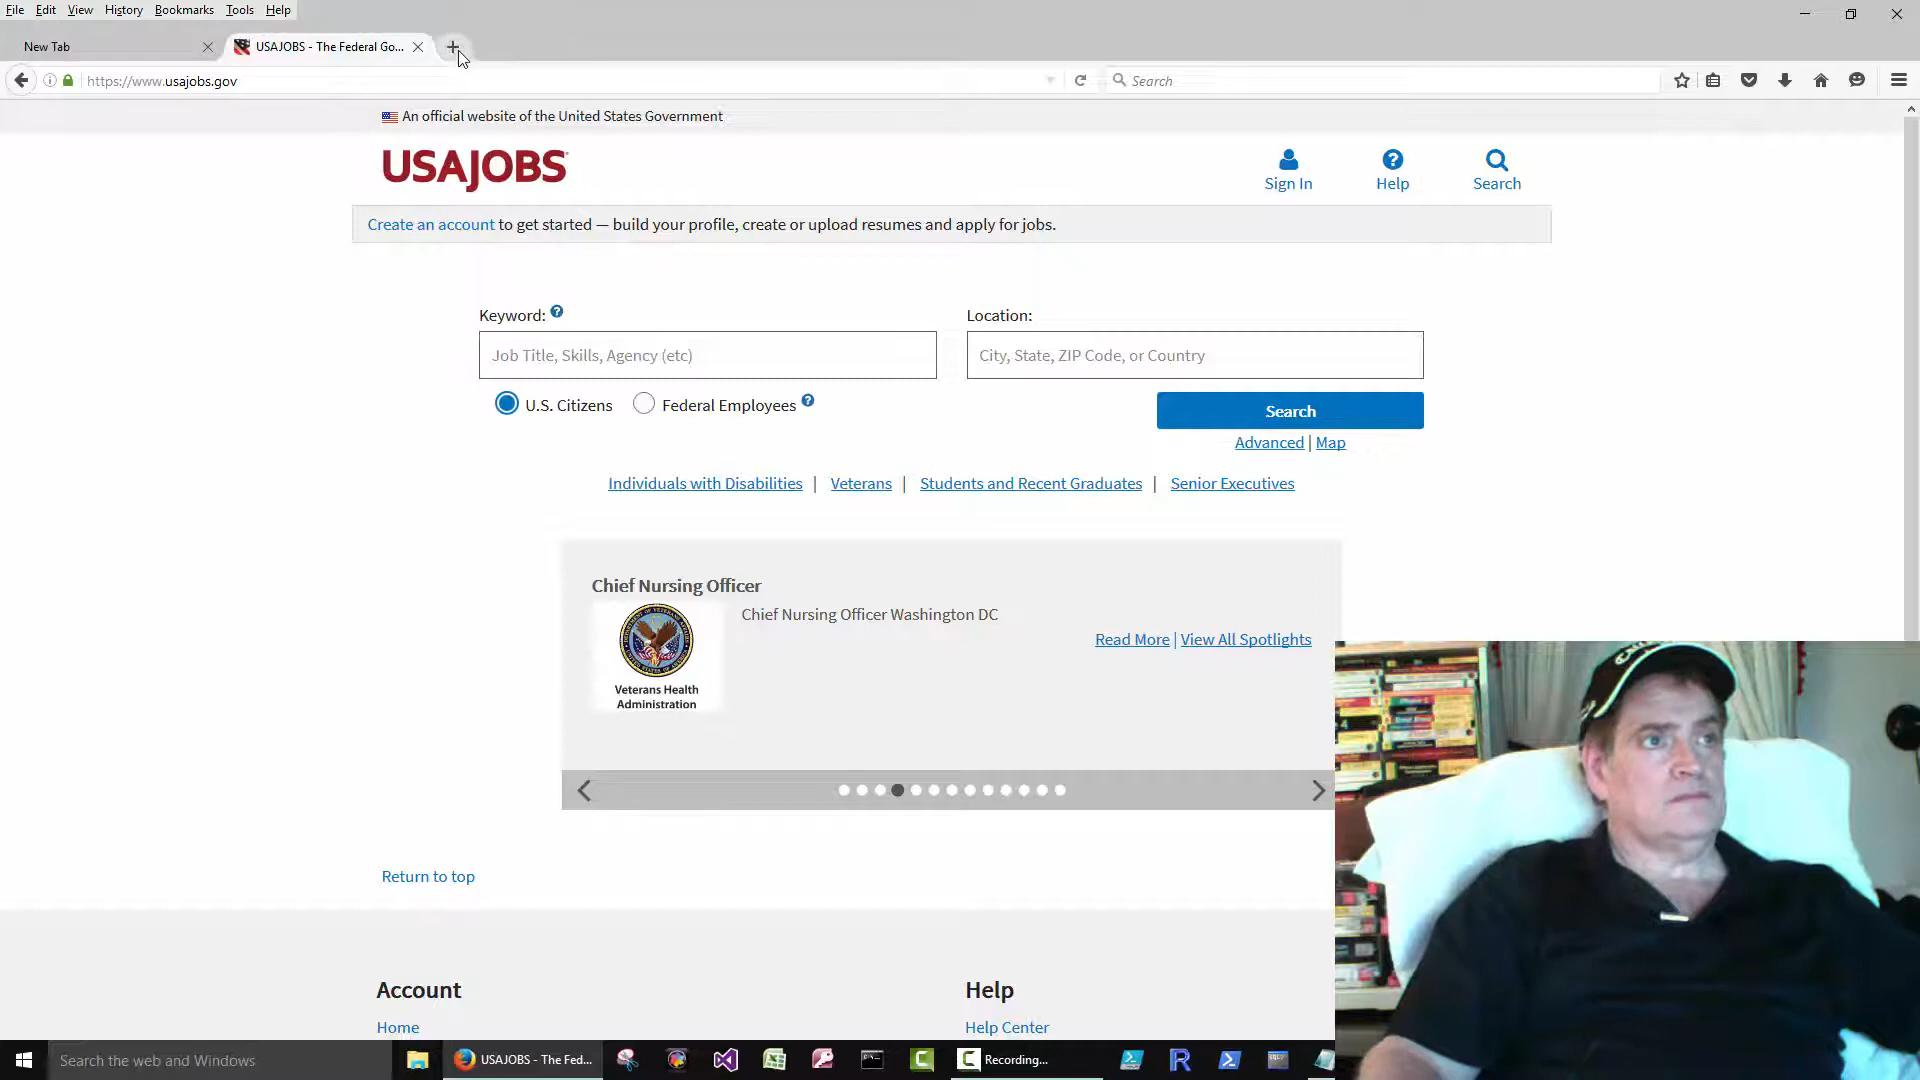 File Edit View History Bookmarks Tools Help
New Tab
USAJOBS - The Federal Go...
https://www.usajobs.gov
Search
An official website of the United States Government
USAJOBS
Sign In
Help
Search
Create an account to get started — build your profile, create or upload resumes and apply for jobs.
Keyword:
Location:
Job Title, Skills, Agency (etc)
City, State, ZIP Code, or Country
U.S. Citizens
Federal Employees
Search
Advanced | Map
Individuals with Disabilities | Veterans | Students and Recent Graduates | Senior Executives
Chief Nursing Officer
Chief Nursing Officer Washington DC
Read More | View All Spotlights
Veterans Health
Administration
Return to top
Account
Help
Home
Help Center
Search the web and Windows
USAJOBS - The Fed...
Recording...